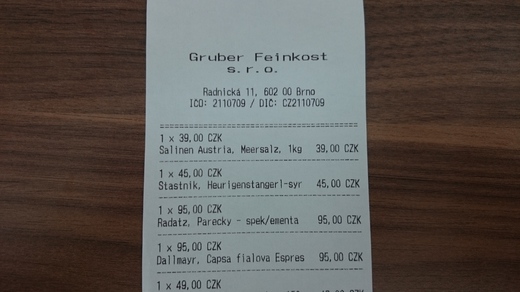 Gruber Feinkost
s.r.o.
Radnická 11, 602 00 Brno
IČO: 2110709 / DIČ: CZ2110709
1 x 39,00 CZK
Salinen Austria, Meersalz, 1kg 39,00 CZK
1 x 45,00 CZK
Stastnik, Heurigenstangerl-syr 45,00 CZK
1 x 95,00 CZK
Radatz, Parecky - spek/ementa 95,00 CZK
1 x 95,00 CZK
Dallmayr, Capsa fialova Espres 95,00 CZK
1 x 49,00 CZK